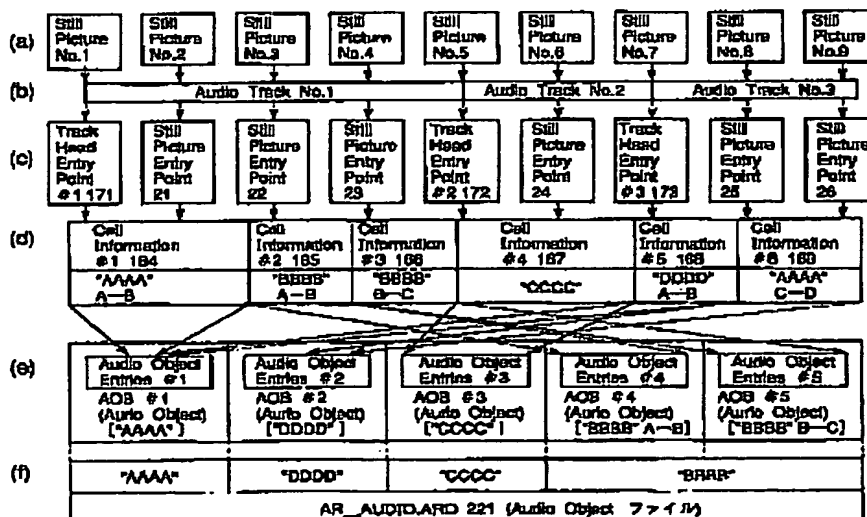 (a)
Still Picture No.1
Still Picture No.2
Still Picture No.3
Still Picture No.4
Still Picture No.5
Still Picture No.6
Still Picture No.7
Still Picture No.8
Still Picture No.9
(b)
Audio Track No.1
Audio Track No.2
Audio Track No.3
(c)
Track Head Entry Point #1 171
Still Picture Entry Point 21
Still Picture Entry Point 22
Still Picture Entry Point 23
Track Head Entry Point #2 172
Still Picture Entry Point 24
Track Head Entry Point #3 173
Still Picture Entry Point 25
Still Picture Entry Point 26
(d)
Cell Information #1 164
Cell Information #2 165
Cell Information #3 166
Cell Information #4 167
Cell Information #5 168
Cell Information #6 169
"AAAA" A—B
"BBBB" A—B
"BBBB" B—C
"CCCC"
"DDDD" A—B
"AAAA" C—D
(e)
Audio Object Entries #1
Audio Object Entries #2
Audio Object Entries #3
Audio Object Entries #4
Audio Object Entries #5
AOB #1 (Aurio Object) ["AAAA"]
AOB #2 (Aurio Object) ["DDDD"]
AOB #3 (Aurio Object) ["CCCC"]
AOB #4 (Aurio Object) ["BBBB" A—B]
AOB #5 (Aurio Object) ["BBBB" B—C]
(f)
"AAAA"
"DDDD"
"CCCC"
"BBBB"
AR_AUDIO.ARO 221 (Audio Object ファイル)